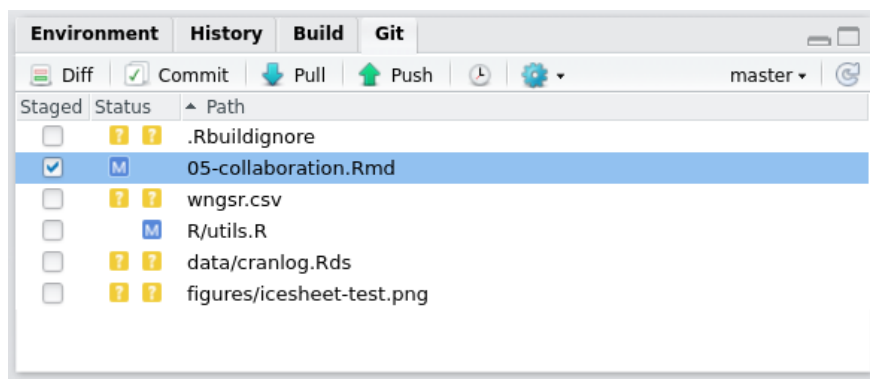 Environment History Build Git
Diff Commit Pull Push master
Staged Status Path
? ? .Rbuildignore
M 05-collaboration.Rmd
? ? wngsr.csv
M R/utils.R
? ? data/cranlog.Rds
? ? figures/icesheet-test.png